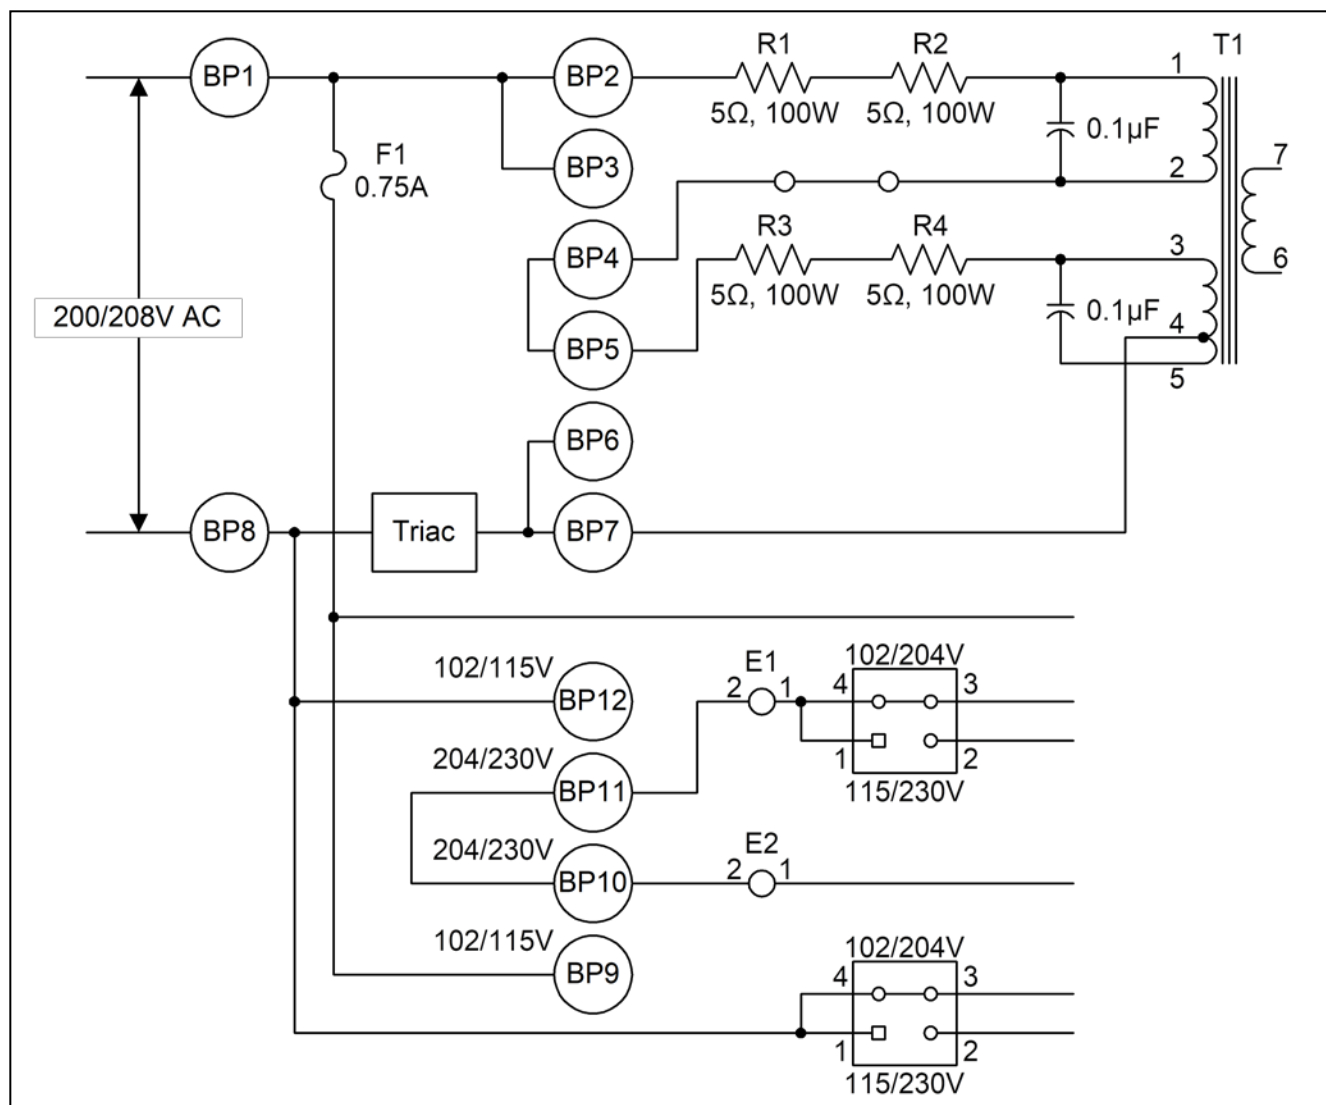 R1
R2
T1
BP1
BP2
1
5Ω, 100W
5Ω, 100W
0.1µF
F1
0.75A
BP3
2
7
R3
R4
BP4
3
6
5Ω, 100W
5Ω, 100W
0.1µF
200/208V AC
BP5
4
5
BP6
BP8
Triac
BP7
102/115V
BP12
E1
2
1
102/204V
4
3
204/230V
BP11
1
2
115/230V
204/230V
BP10
E2
2
1
102/115V
BP9
102/204V
4
3
1
2
115/230V